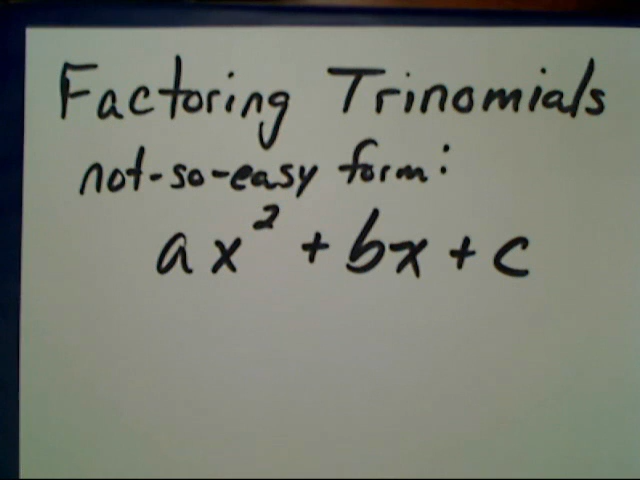 Factoring Trinomials
not-so-easy form:
ax² + bx + c